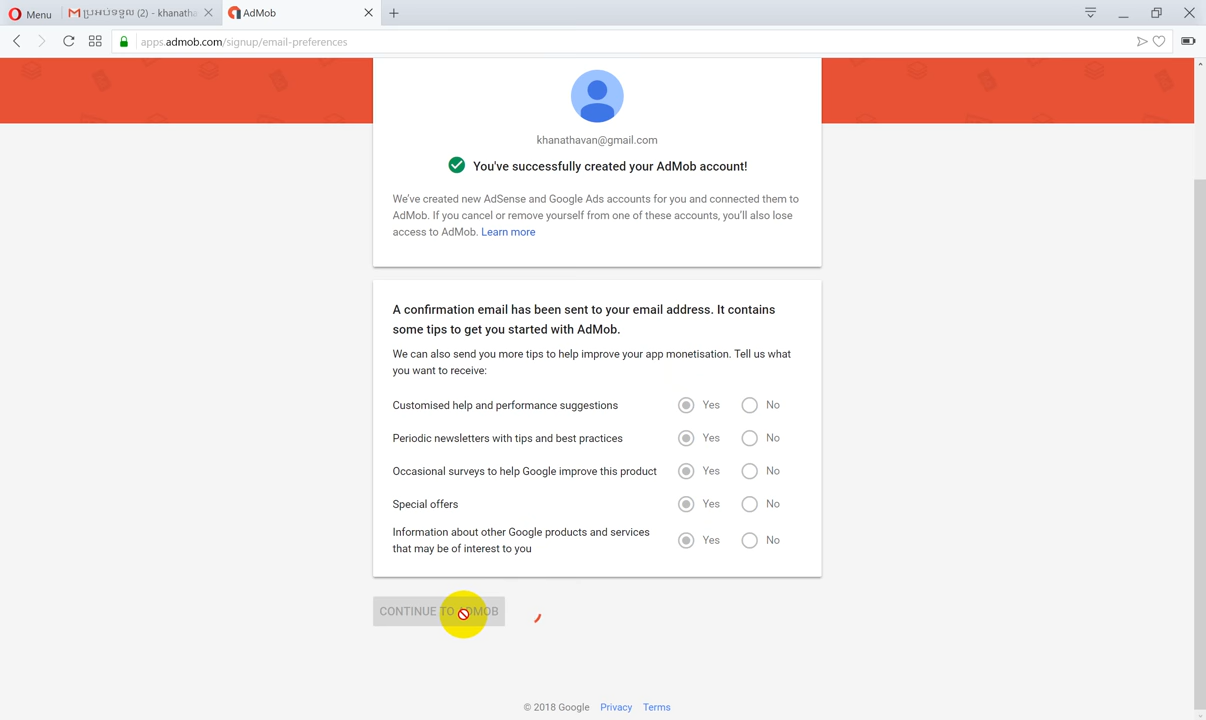 Menu
ប្រអប់ទទួល (2) - khanatha
AdMob
apps.admob.com/signup/email-preferences
khanathavan@gmail.com
You've successfully created your AdMob account!
We've created new AdSense and Google Ads accounts for you and connected them to
AdMob. If you cancel or remove yourself from one of these accounts, you'll also lose
access to AdMob. Learn more
A confirmation email has been sent to your email address. It contains
some tips to get you started with AdMob.
We can also send you more tips to help improve your app monetisation. Tell us what
you want to receive:
Customised help and performance suggestions Yes No
Periodic newsletters with tips and best practices Yes No
Occasional surveys to help Google improve this product Yes No
Special offers Yes No
Information about other Google products and services
that may be of interest to you Yes No
CONTINUE TO ADMOB
© 2018 Google Privacy Terms